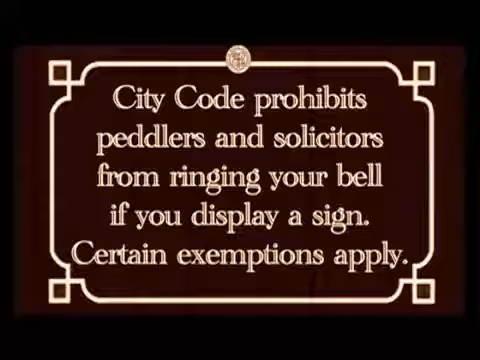 City Code prohibits
peddlers and solicitors
from ringing your bell
if you display a sign.
Certain exemptions apply.